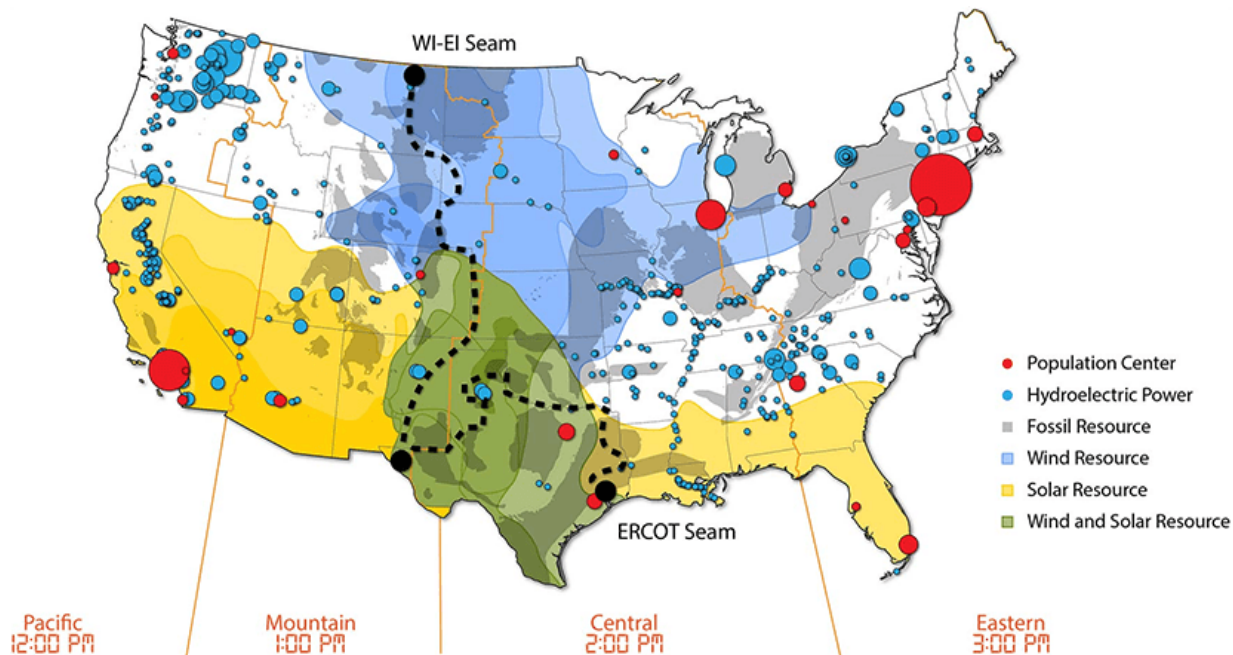 WI-EI Seam
Population Center
Hydroelectric Power
Fossil Resource
Wind Resource
Solar Resource
Wind and Solar Resource
ERCOT Seam
Pacific
12:00 PM
Mountain
1:00 PM
Central
2:00 PM
Eastern
3:00 PM